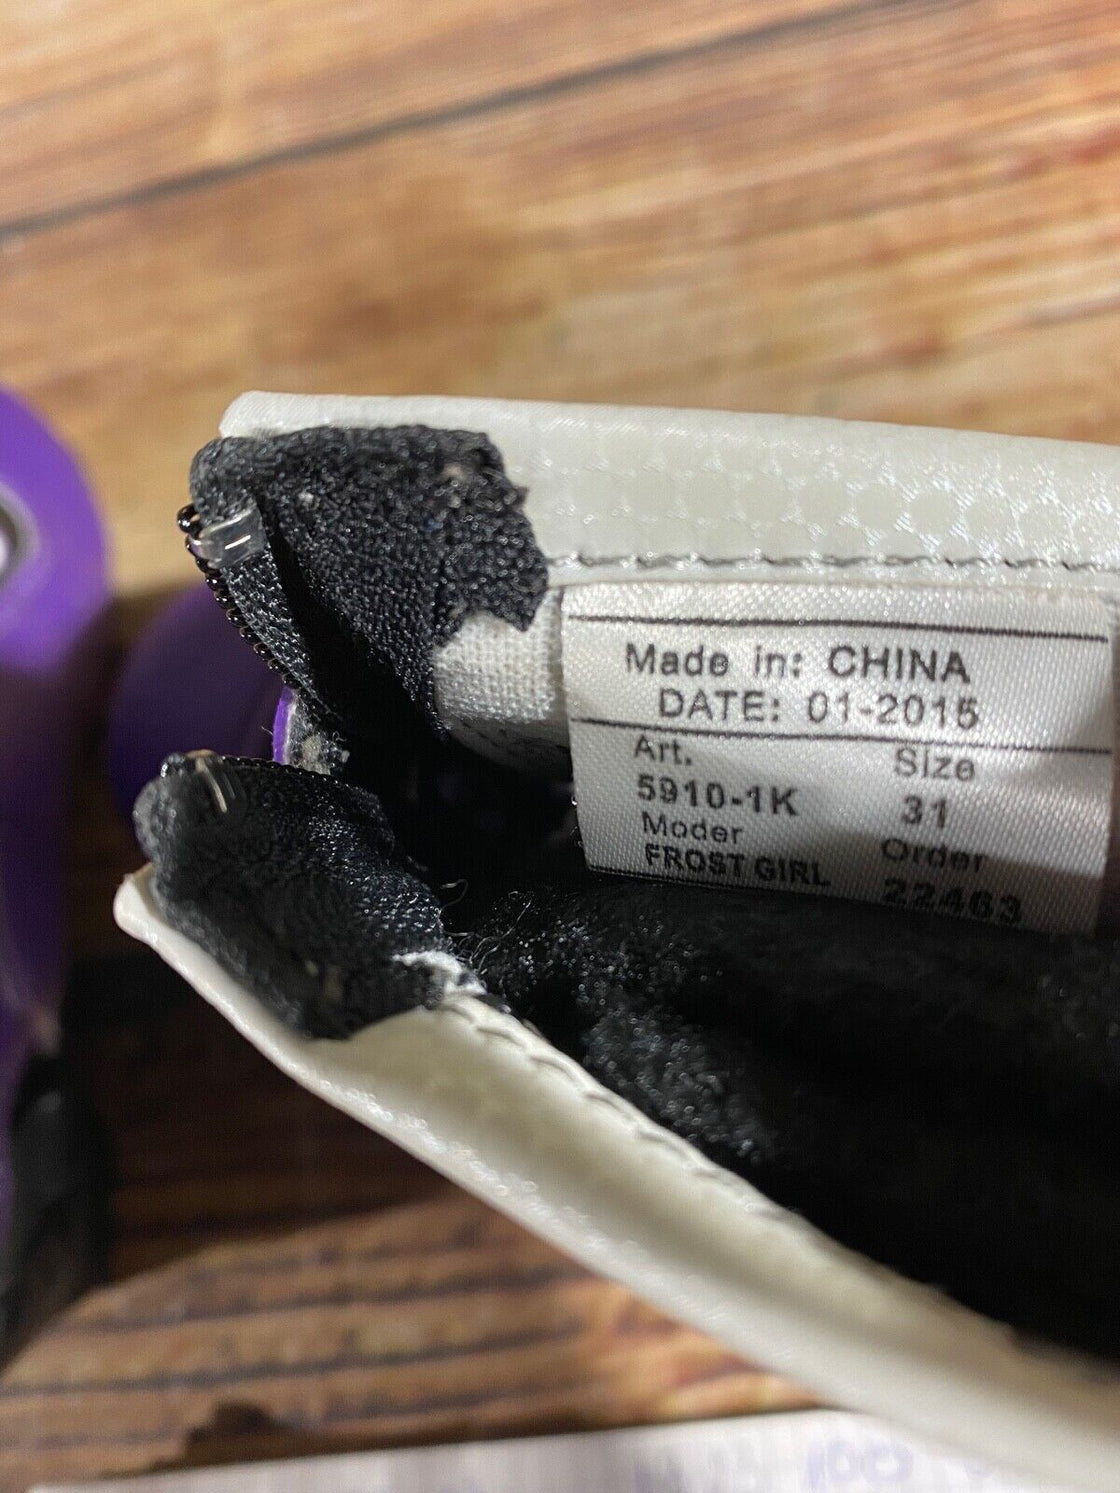 Made in: CHINA
DATE: 01-2015
Art. Size
5910-1K 31
Moder Order
FROST GIRL 22463